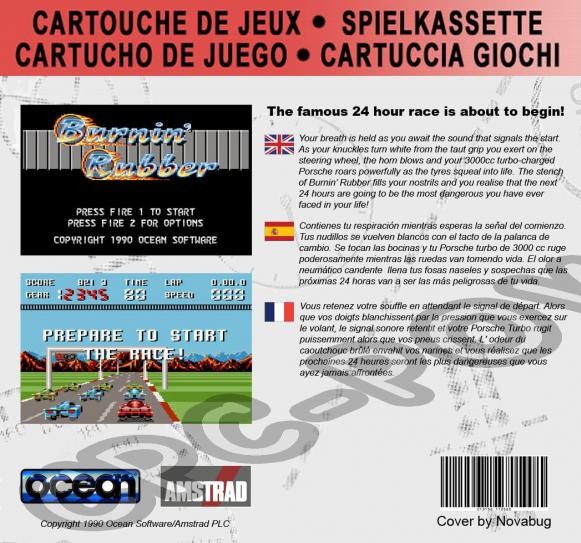 CARTOUCHE DE JEUX • SPIELKASSETTE
CARTUCHO DE JUEGO • CARTUCCIA GIOCHI
Burnin'
Rubber
PRESS FIRE 1 TO START
PRESS FIRE 2 FOR OPTIONS
COPYRIGHT 1990 OCEAN SOFTWARE
SCORE 821 3 TIME LAP 0.00.0
GEAR 12345 SPEED
PREPARE TO START
THE RACE!
The famous 24 hour race is about to begin!
Your breath is held as you await the sound that signals the start.
As your knuckles turn white from the taut grip you exert on the
steering wheel, the horn blows and your 3000cc turbo-charged
Porsche roars powerfully as the tyres squeal into life. The stench
of Burnin' Rubber fills your nostrils and you realise that the next
24 hours are going to be the most dangerous you have ever
faced in your life!
Contienes tu respiración mientras esperas la señal del comienzo.
Tus nudillos se vuelven blancos con el tacto de la palanca de
cambio. Se tocan las bocinas y tu Porsche turbo de 3000 cc ruge
poderosamente mientras las ruedas van tomendo vida. El olor a
neumático candente llena tus fosas naseles y sospechas que las
próximas 24 horas van a ser las más peligrosas de tu vida.
Vous retenez votre souffle en attendant le signal de départ. Alors
que vos doigts blanchissent par la pression que vous exercez sur
le volant, le signal sonore retentit et votre Porsche Turbo rugit
puissemment alors que vos pneus crissent. L' odeur du
caoutchouc brûlé envahil vos narines et vous réalisez que les
procheines 24 heures seront les plus dangereuses que vous
ayez jamais affrontées.
ocean
AMSTRAD
Copyright 1990 Ocean Software/Amstrad PLC
Cover by Novabug